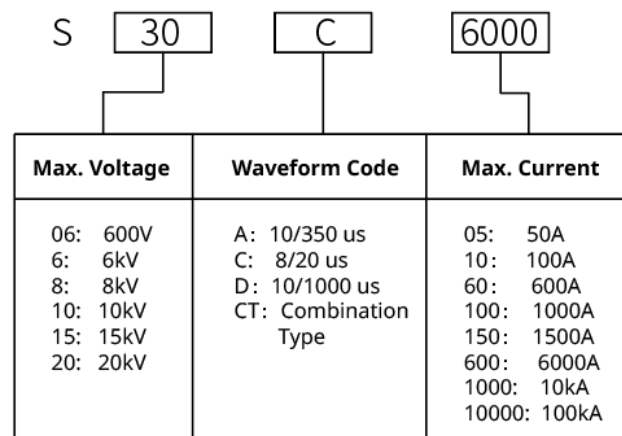 S 30 C 6000
Max. Voltage Waveform Code Max. Current
06: 600V A: 10/350 us 05: 50A
6: 6kV C: 8/20 us 10: 100A
8: 8kV D: 10/1000 us 60: 600A
10: 10kV CT: Combination 100: 1000A
15: 15kV Type 150: 1500A
20: 20kV 600: 6000A
1000: 10kA
10000: 100kA